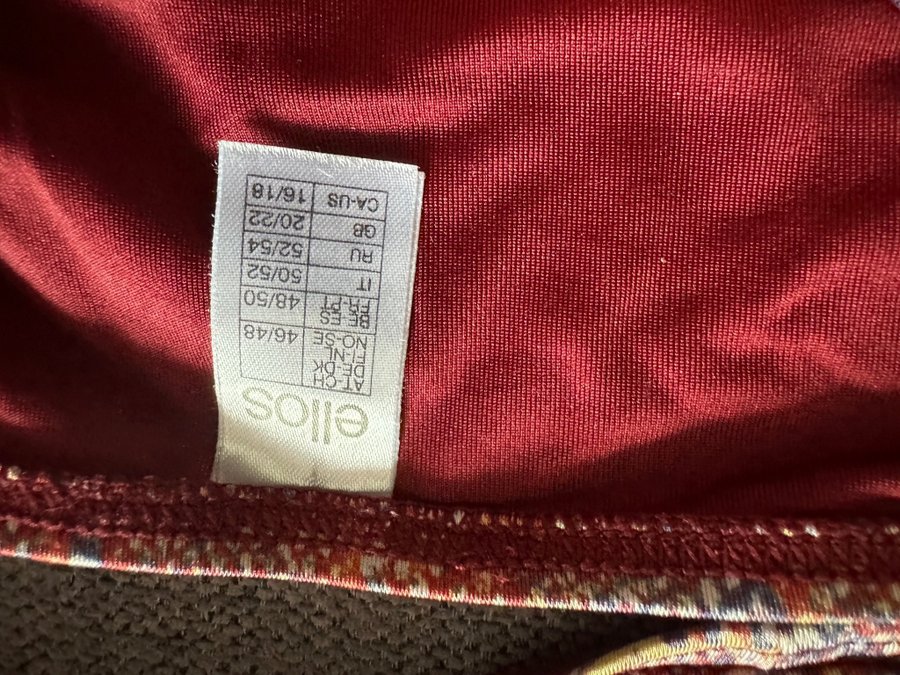 ellos
AT-CH
DE-DK
FI-NL
NO-SE 46/48
BE-ES
FR-PT 48/50
IT 50/52
RU 52/54
GB 20/22
CA-US 16/18